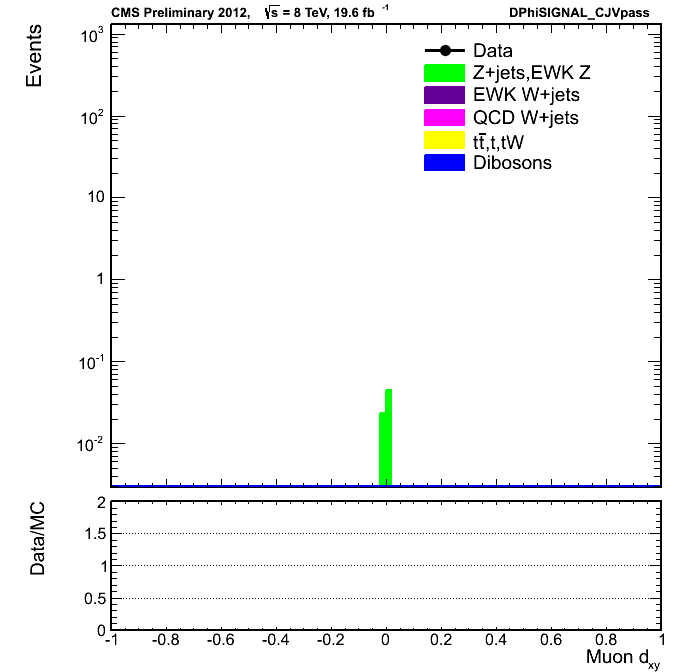 CMS Preliminary 2012, √s = 8 TeV, 19.6 fb⁻¹ DPhiSIGNAL_CJVpass
Events
10³
10²
10
1
10⁻¹
10⁻²
Data
Z+jets,EWK Z
EWK W+jets
QCD W+jets
tt̅,t,tW
Dibosons
Data/MC
2
1.5
1
0.5
0
-1 -0.8 -0.6 -0.4 -0.2 0 0.2 0.4 0.6 0.8 1
Muon d_xy